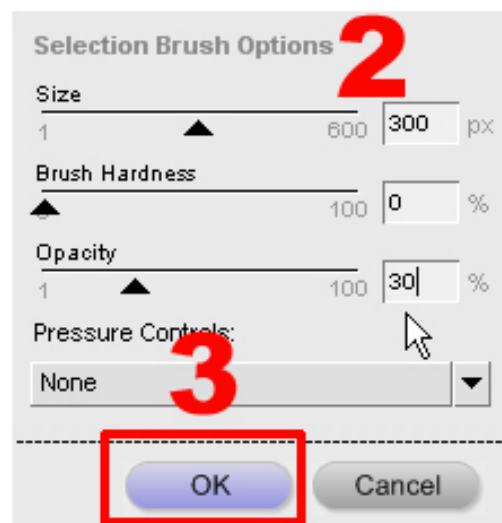 Selection Brush Options
2
Size
1 600 300 px
Brush Hardness
100 0 %
Opacity
1 100 30 %
Pressure Controls:
3
None
OK Cancel